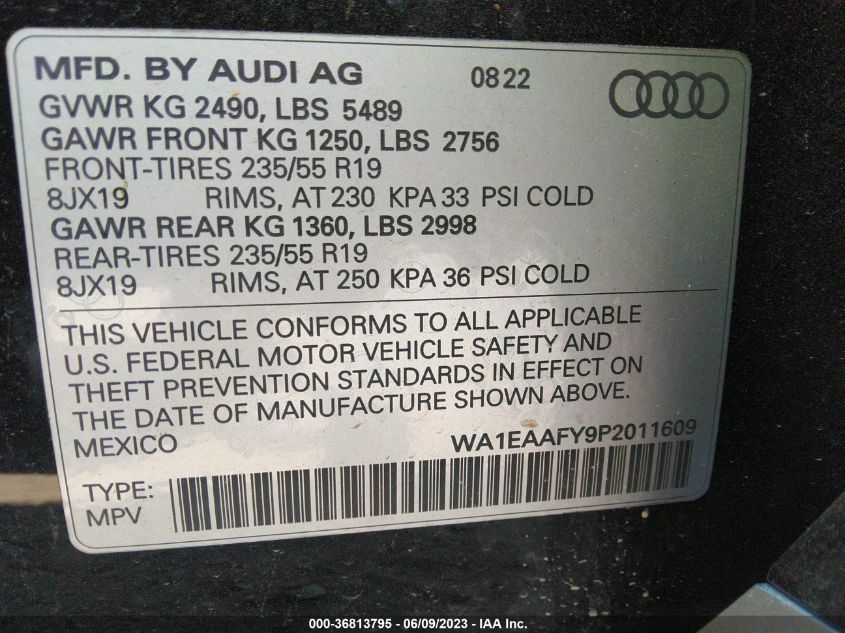 MFD. BY AUDI AG 0822
GVWR KG 2490, LBS 5489
GAWR FRONT KG 1250, LBS 2756
FRONT-TIRES 235/55 R19
8JX19 RIMS, AT 230 KPA 33 PSI COLD
GAWR REAR KG 1360, LBS 2998
REAR-TIRES 235/55 R19
8JX19 RIMS, AT 250 KPA 36 PSI COLD
THIS VEHICLE CONFORMS TO ALL APPLICABLE
U.S. FEDERAL MOTOR VEHICLE SAFETY AND
THEFT PREVENTION STANDARDS IN EFFECT ON
THE DATE OF MANUFACTURE SHOWN ABOVE.
MEXICO WA1EAAFY9P2011609
TYPE:
MPV
000-36813795 - 06/09/2023 - IAA Inc.